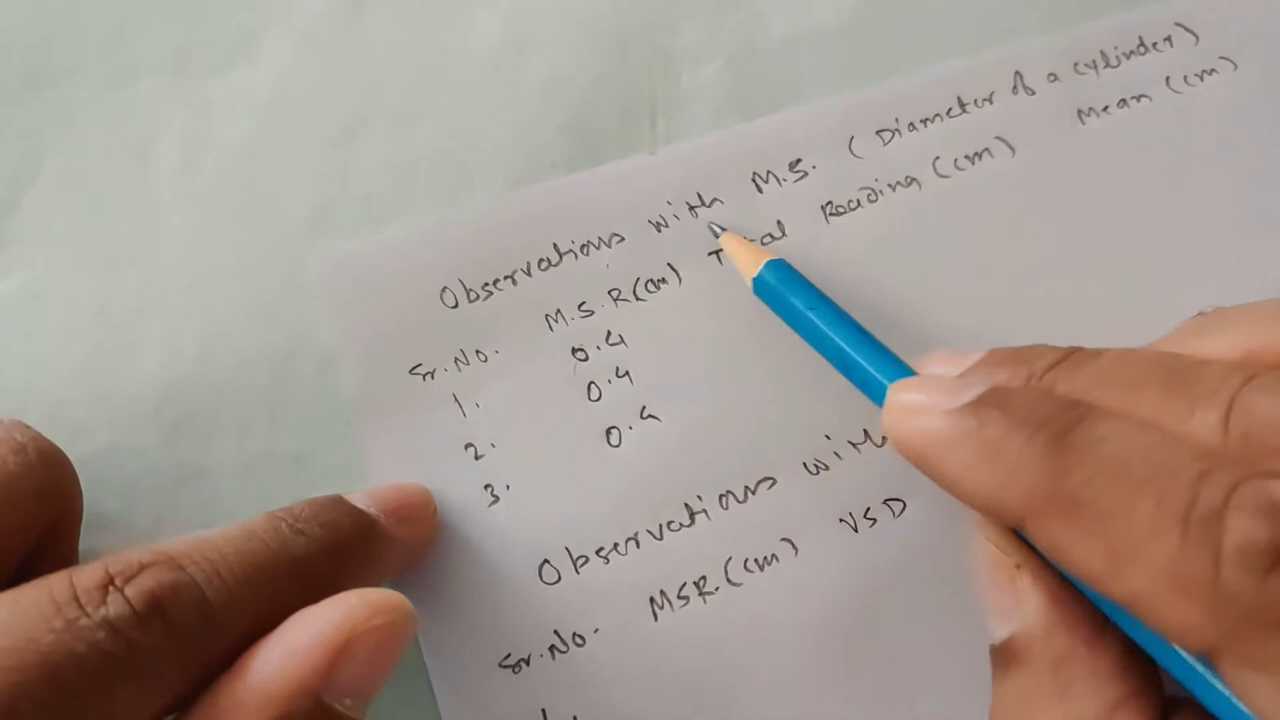 Observations with M.S. (Diameter of a cylinder)
Sr.No. M.S.R(cm) Total Reading (cm) Mean (cm)
1. 0.4
2. 0.4
3. 0.4
Observations with
Sr.No. MSR.(cm) VSD
1.